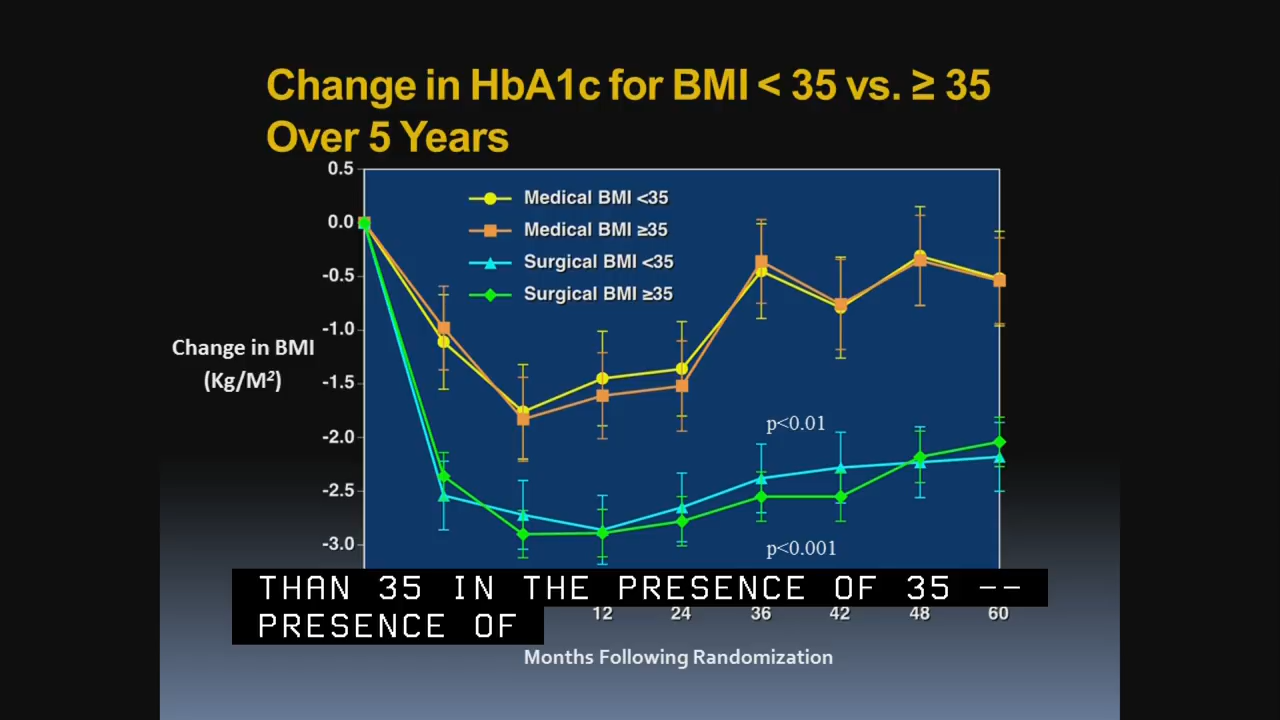 Change in HbA1c for BMI < 35 vs. ≥ 35
Over 5 Years
0.5
0.0
-0.5
-1.0
-1.5
-2.0
-2.5
-3.0
Medical BMI <35
Medical BMI ≥35
Surgical BMI <35
Surgical BMI ≥35
Change in BMI
(Kg/M²)
p<0.01
p<0.001
THAN 35 IN THE PRESENCE OF 35 --
PRESENCE OF
12 24 36 42 48 60
Months Following Randomization